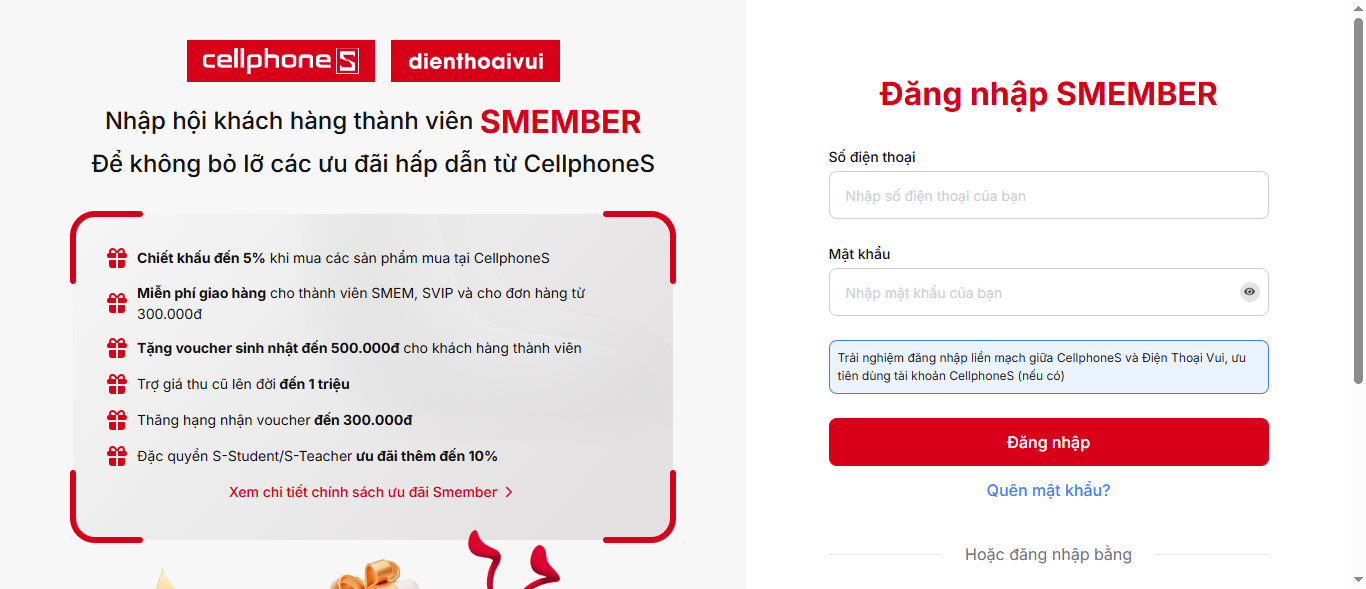 cellphoneS
dienthoaivui
Nhập hội khách hàng thành viên SMEMBER
Để không bỏ lỡ các ưu đãi hấp dẫn từ CellphoneS
Chiết khấu đến 5% khi mua các sản phẩm mua tại CellphoneS
Miễn phí giao hàng cho thành viên SMEM, SVIP và cho đơn hàng từ
300.000đ
Tặng voucher sinh nhật đến 500.000đ cho khách hàng thành viên
Trợ giá thu cũ lên đời đến 1 triệu
Thăng hạng nhận voucher đến 300.000đ
Đặc quyền S-Student/S-Teacher ưu đãi thêm đến 10%
Xem chi tiết chính sách ưu đãi Smember
Đăng nhập SMEMBER
Số điện thoại
Nhập số điện thoại của bạn
Mật khẩu
Nhập mật khẩu của bạn
Trải nghiệm đăng nhập liền mạch giữa CellphoneS và Điện Thoại Vui, ưu
tiên dùng tài khoản CellphoneS (nếu có)
Đăng nhập
Quên mật khẩu?
Hoặc đăng nhập bằng